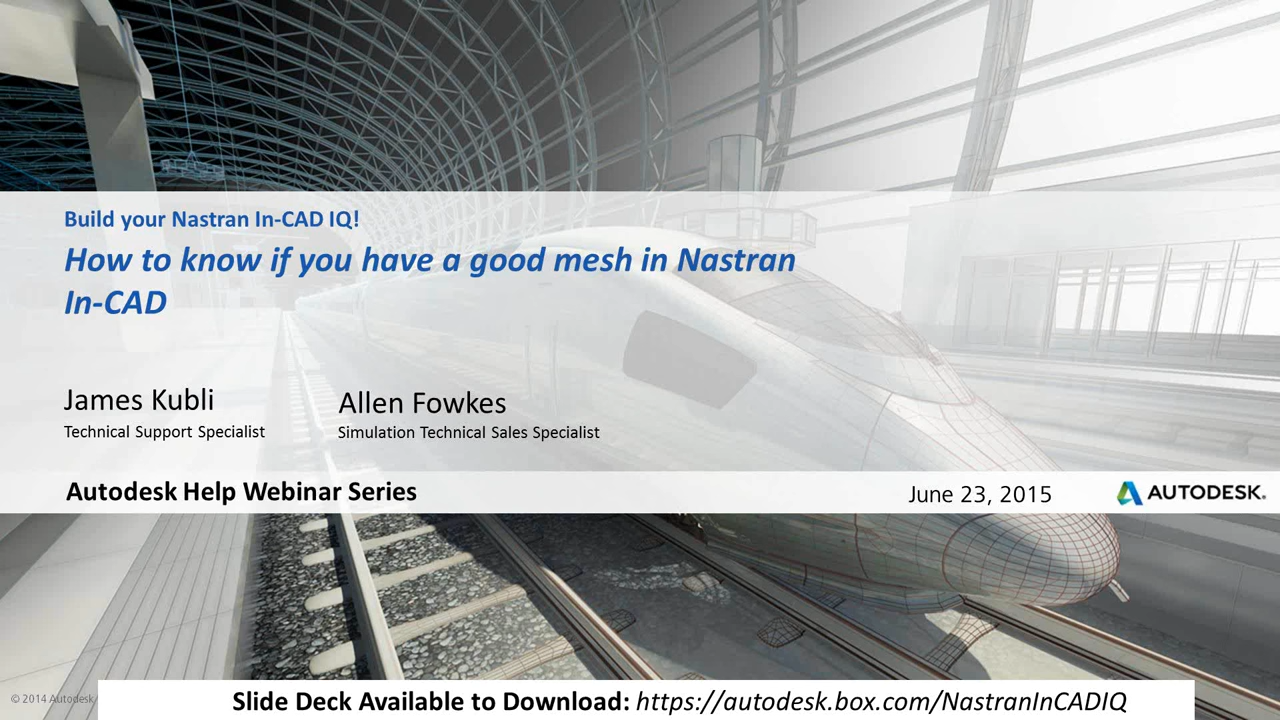 Build your Nastran In-CAD IQ!
How to know if you have a good mesh in Nastran
In-CAD
James Kubli
Technical Support Specialist
Allen Fowkes
Simulation Technical Sales Specialist
Autodesk Help Webinar Series
June 23, 2015
AUTODESK.
© 2014 Autodesk
Slide Deck Available to Download: https://autodesk.box.com/NastranInCADIQ